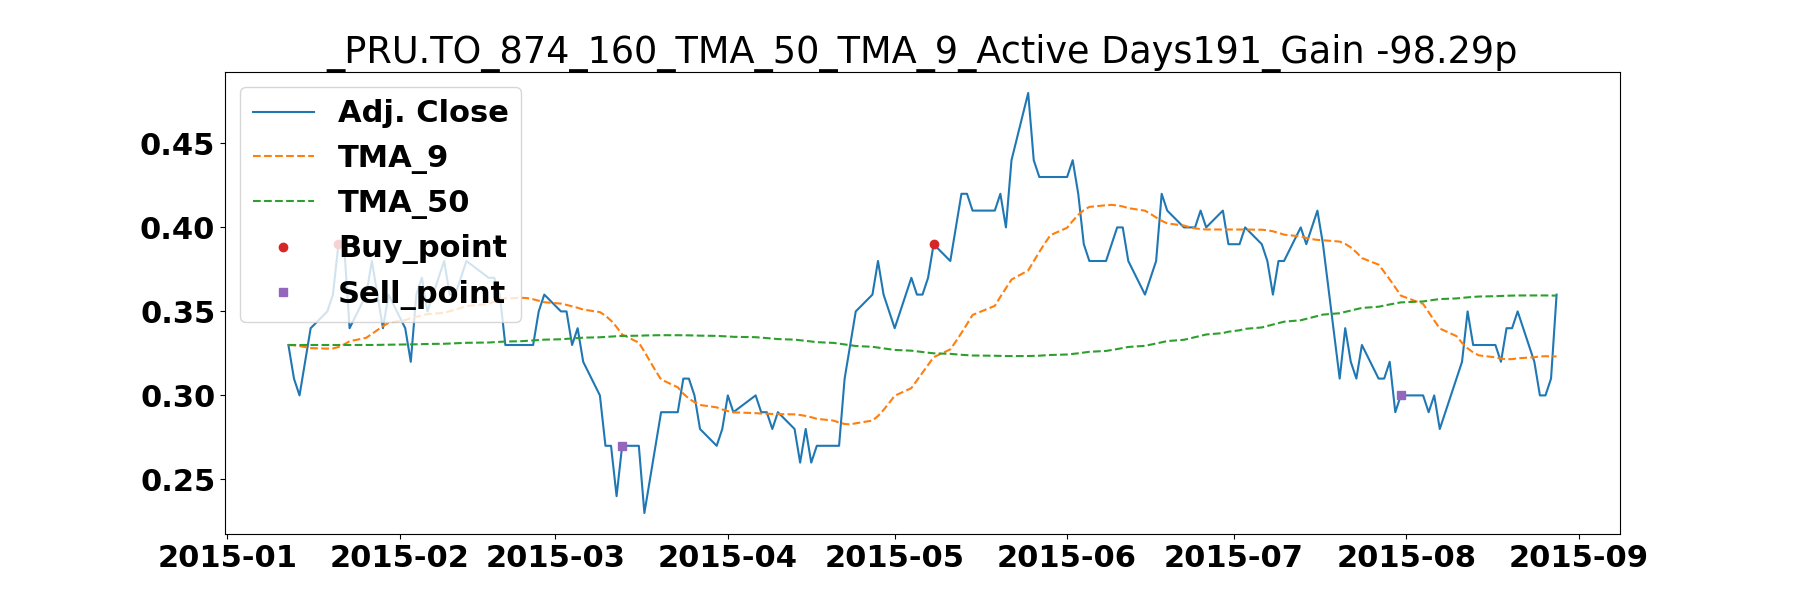 _PRU.TO_874_160_TMA_50_TMA_9_Active Days191_Gain -98.29p
Adj. Close
TMA_9
TMA_50
Buy_point
Sell_point
0.45
0.40
0.35
0.30
0.25
2015-01 2015-02 2015-03 2015-04 2015-05 2015-06 2015-07 2015-08 2015-09